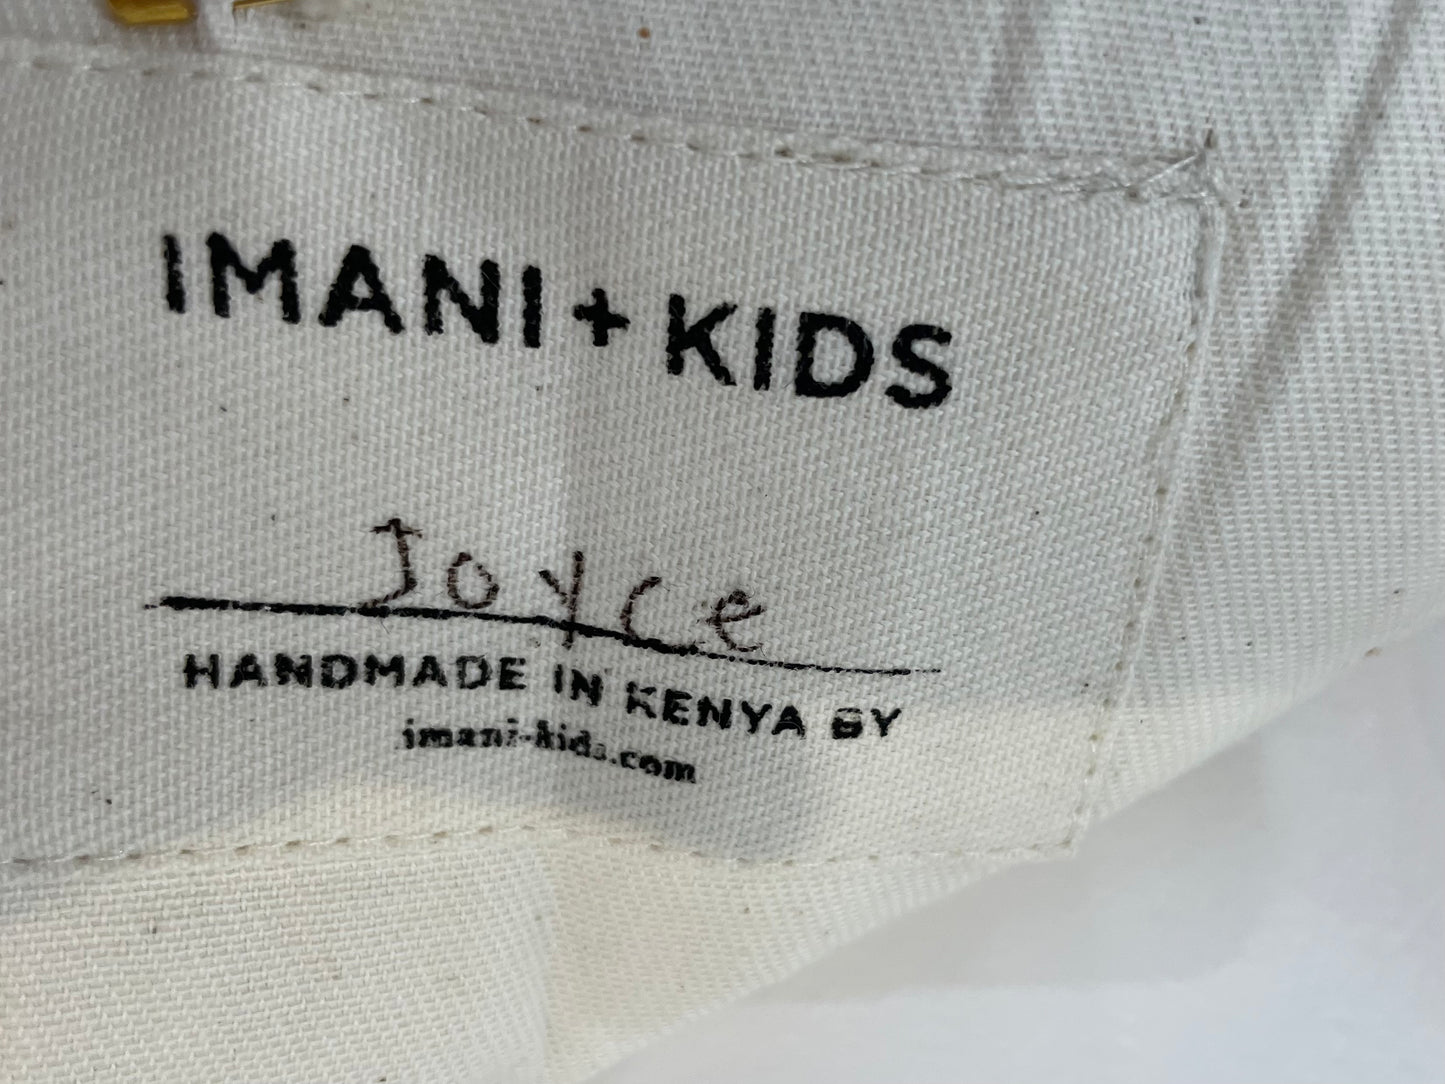 IMANI + KIDS
Joyce
HANDMADE IN KENYA BY
imani-kids.com